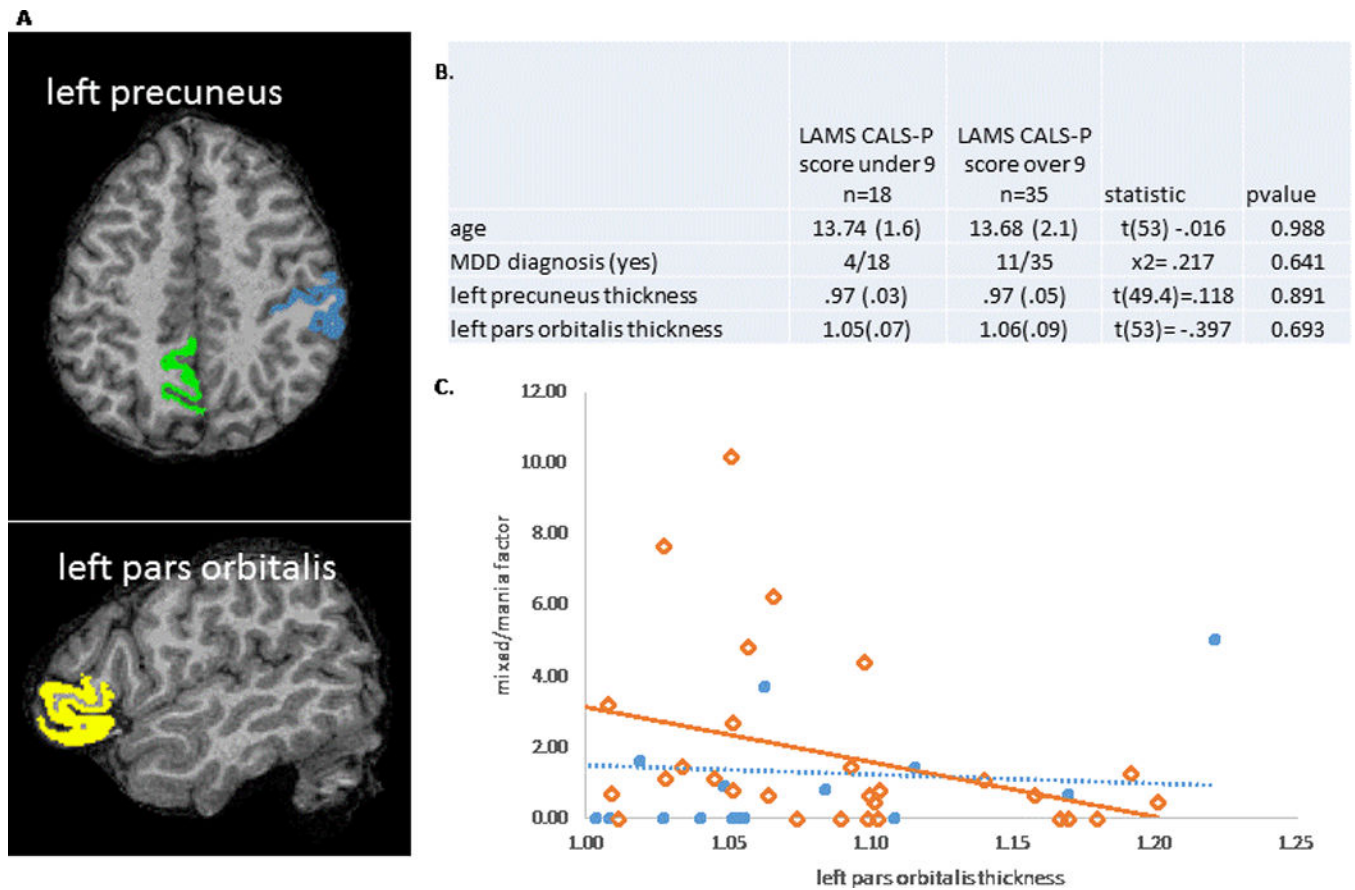 A
left precuneus
left pars orbitalis
B.
LAMS CALS-P LAMS CALS-P
score under 9 score over 9
n=18 n=35 statistic pvalue
age 13.74 (1.6) 13.68 (2.1) t(53) -.016 0.988
MDD diagnosis (yes) 4/18 11/35 x2= .217 0.641
left precuneus thickness .97 (.03) .97 (.05) t(49.4)=.118 0.891
left pars orbitalis thickness 1.05(.07) 1.06(.09) t(53)= -.397 0.693
C.
12.00
10.00
8.00
6.00
4.00
2.00
0.00
mixed/mania factor
1.00 1.05 1.10 1.15 1.20 1.25
left pars orbitalis thickness